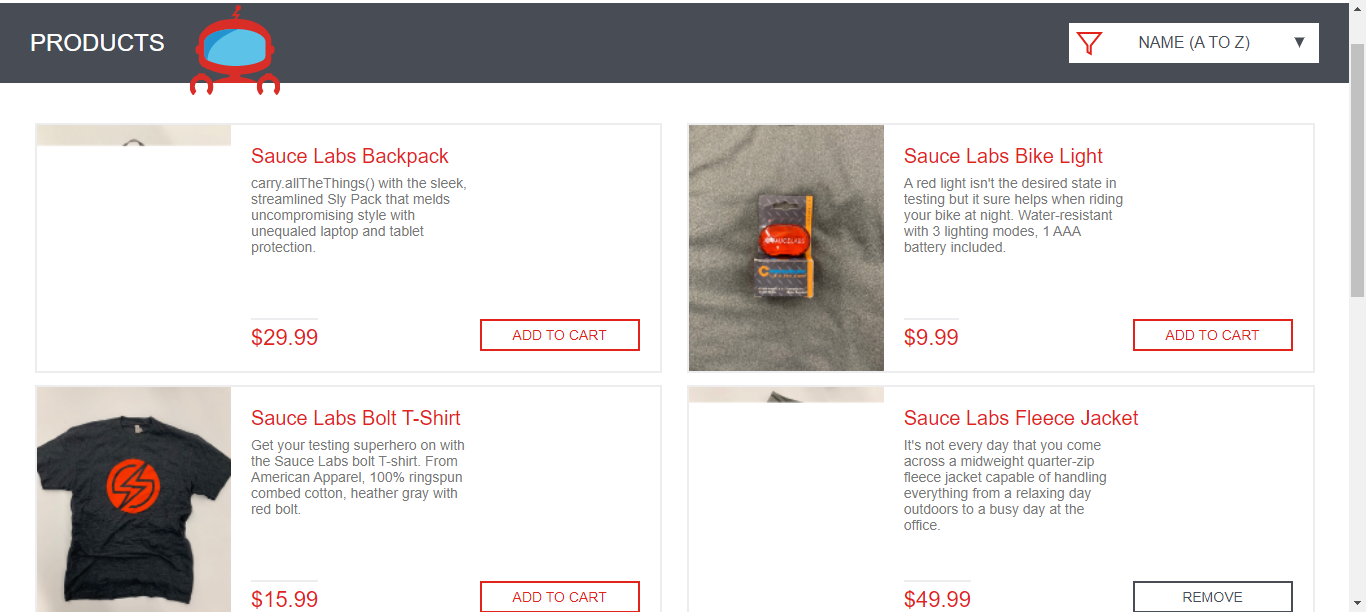 PRODUCTS
NAME (A TO Z)
Sauce Labs Backpack
carry.allTheThings() with the sleek,
streamlined Sly Pack that melds
uncompromising style with
unequaled laptop and tablet
protection.
$29.99
ADD TO CART
Sauce Labs Bike Light
A red light isn't the desired state in
testing but it sure helps when riding
your bike at night. Water-resistant
with 3 lighting modes, 1 AAA
battery included.
$9.99
ADD TO CART
SAUCELABS
Sauce Labs Bolt T-Shirt
Get your testing superhero on with
the Sauce Labs bolt T-shirt. From
American Apparel, 100% ringspun
combed cotton, heather gray with
red bolt.
$15.99
ADD TO CART
Sauce Labs Fleece Jacket
It's not every day that you come
across a midweight quarter-zip
fleece jacket capable of handling
everything from a relaxing day
outdoors to a busy day at the
office.
$49.99
REMOVE